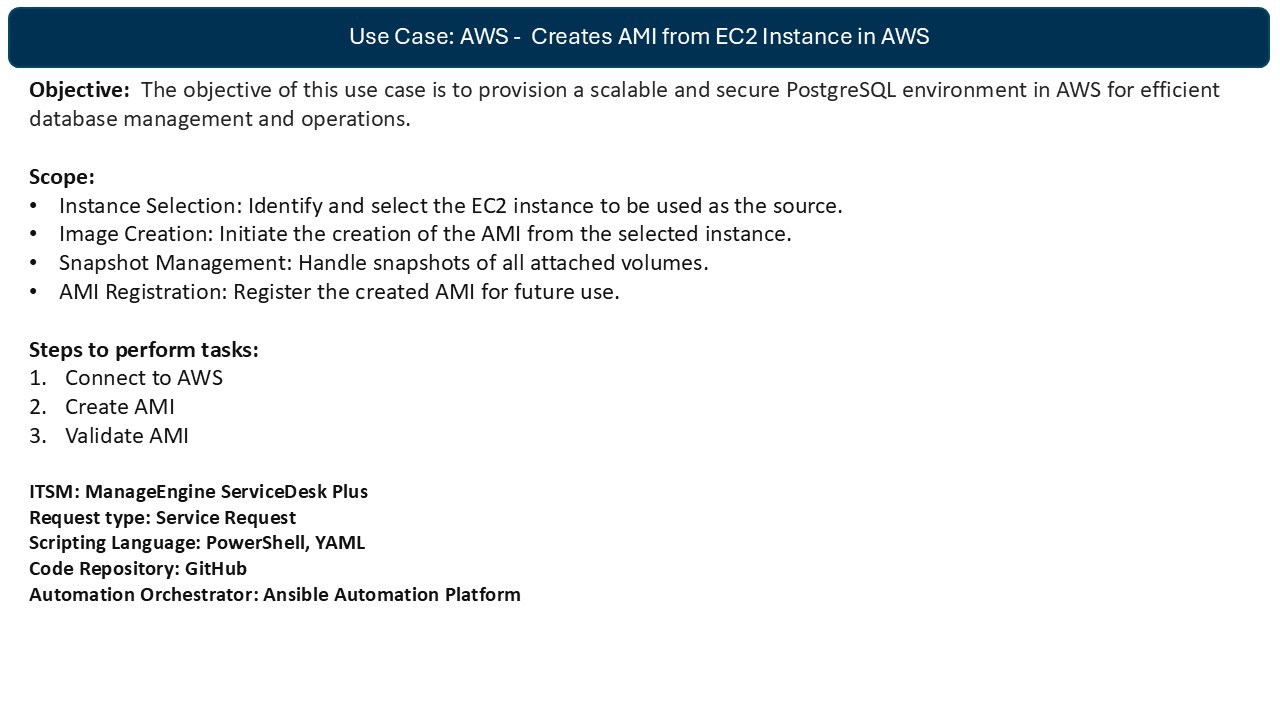 Use Case: AWS -  Creates AMI from EC2 Instance in AWS
Objective:  The objective of this use case is to provision a scalable and secure PostgreSQL environment in AWS for efficient
database management and operations.
Scope:
• Instance Selection: Identify and select the EC2 instance to be used as the source.
• Image Creation: Initiate the creation of the AMI from the selected instance.
• Snapshot Management: Handle snapshots of all attached volumes.
• AMI Registration: Register the created AMI for future use.
Steps to perform tasks:
1. Connect to AWS
2. Create AMI
3. Validate AMI
ITSM: ManageEngine ServiceDesk Plus
Request type: Service Request
Scripting Language: PowerShell, YAML
Code Repository: GitHub
Automation Orchestrator: Ansible Automation Platform